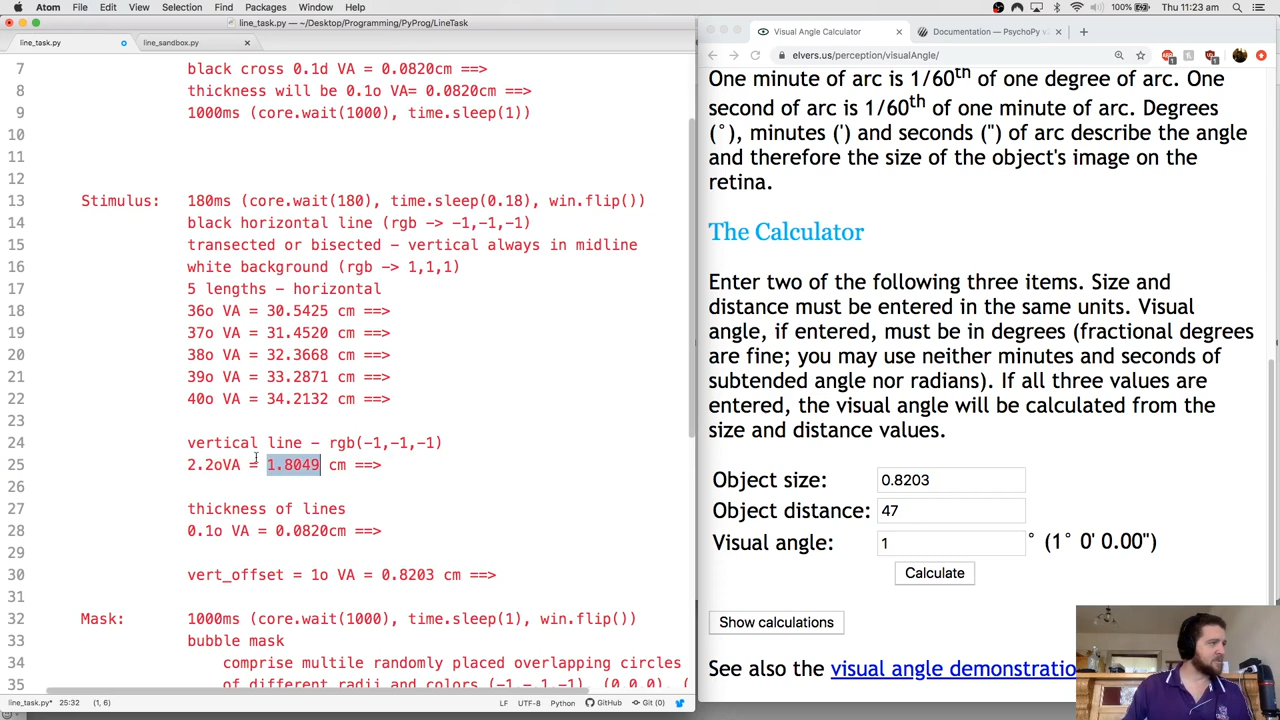 Atom File Edit View Selection Find Packages Window Help 100% Thu 11:23 am
line_task.py — ~/Desktop/Programming/PyProg/LineTask
line_task.py line_sandbox.py
7 black cross 0.1d VA = 0.0820cm ==>
8 thickness will be 0.1o VA= 0.0820cm ==>
9 1000ms (core.wait(1000), time.sleep(1))
10
11
12
13 Stimulus: 180ms (core.wait(180), time.sleep(0.18), win.flip())
14 black horizontal line (rgb -> -1,-1,-1)
15 transected or bisected - vertical always in midline
16 white background (rgb -> 1,1,1)
17 5 lengths - horizontal
18 36o VA = 30.5425 cm ==>
19 37o VA = 31.4520 cm ==>
20 38o VA = 32.3668 cm ==>
21 39o VA = 33.2871 cm ==>
22 40o VA = 34.2132 cm ==>
23
24 vertical line - rgb(-1,-1,-1)
25 2.2oVA = 1.8049 cm ==>
26
27 thickness of lines
28 0.1o VA = 0.0820cm ==>
29
30 vert_offset = 1o VA = 0.8203 cm ==>
31
32 Mask: 1000ms (core.wait(1000), time.sleep(1), win.flip())
33 bubble mask
34 comprise multile randomly placed overlapping circles
35 of different radii and colors (-1,-1,-1), (0,0,0), (
line_task.py* 25:32 (1, 6) LF UTF-8 Python GitHub Git (0)
Visual Angle Calculator Documentation — PsychoPy v
elvers.us/perception/visualAngle/
One minute of arc is 1/60th of one degree of arc. One
second of arc is 1/60th of one minute of arc. Degrees
(°), minutes (') and seconds (") of arc describe the angle
and therefore the size of the object's image on the
retina.
The Calculator
Enter two of the following three items. Size and
distance must be entered in the same units. Visual
angle, if entered, must be in degrees (fractional degrees
are fine; you may use neither minutes and seconds of
subtended angle nor radians). If all three values are
entered, the visual angle will be calculated from the
size and distance values.
Object size: 0.8203
Object distance: 47
Visual angle: 1 ° (1° 0' 0.00")
Calculate
Show calculations
See also the visual angle demonstratio